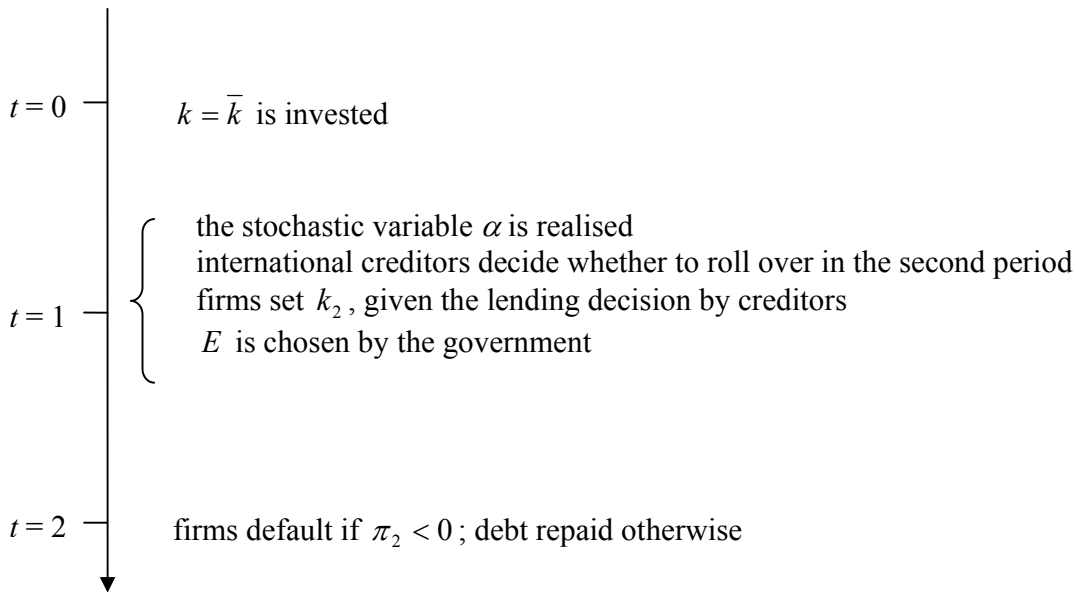 t = 0
k = k̅ is invested
the stochastic variable α is realised
international creditors decide whether to roll over in the second period
firms set k₂, given the lending decision by creditors
t = 1
E is chosen by the government
t = 2
firms default if π₂ < 0; debt repaid otherwise